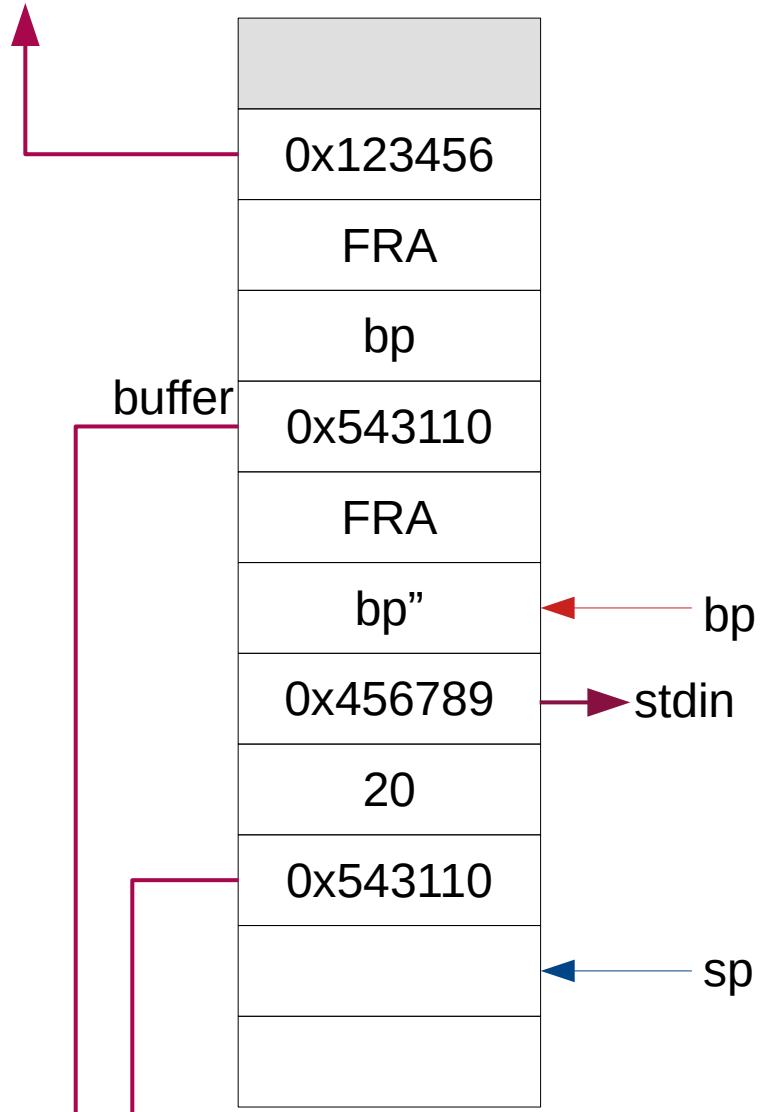 0x123456
FRA
bp
buffer
0x543110
FRA
bp”
bp
0x456789
stdin
20
0x543110
sp